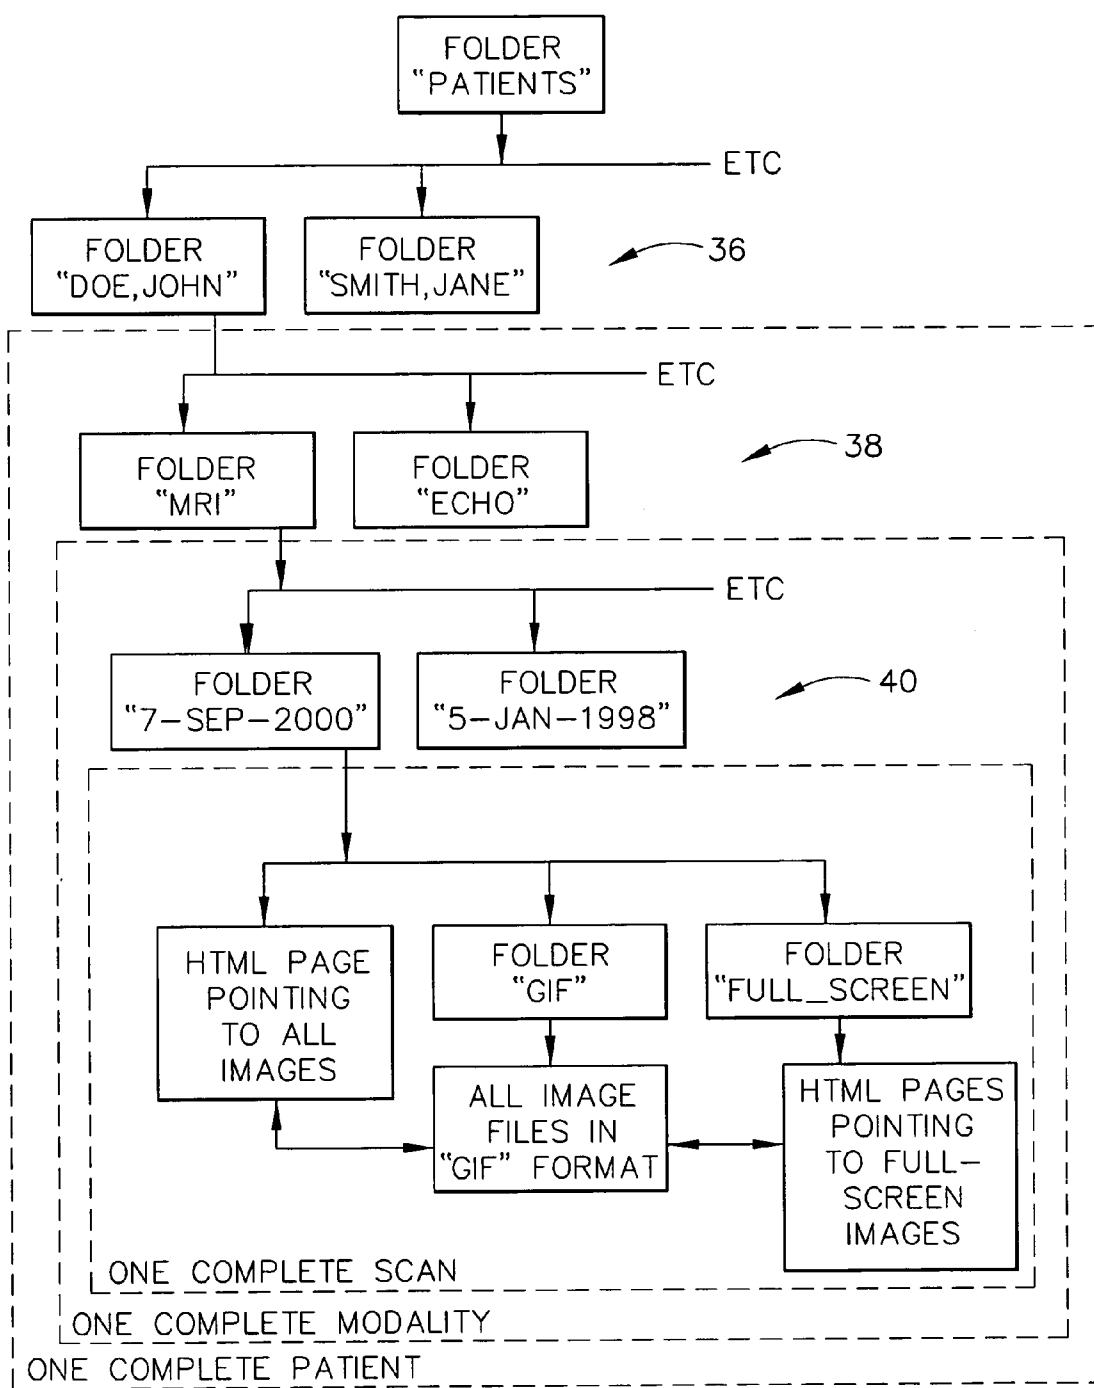 FOLDER
“PATIENTS”
ETC
FOLDER
“DOE,JOHN”
FOLDER
“SMITH,JANE”
36
ETC
FOLDER
“MRI”
FOLDER
“ECHO”
38
ETC
FOLDER
“7–SEP–2000”
FOLDER
“5–JAN–1998”
40
HTML PAGE
POINTING
TO ALL
IMAGES
FOLDER
“GIF”
FOLDER
“FULL_SCREEN”
ALL IMAGE
FILES IN
“GIF” FORMAT
HTML PAGES
POINTING
TO FULL–
SCREEN
IMAGES
ONE COMPLETE SCAN
ONE COMPLETE MODALITY
ONE COMPLETE PATIENT